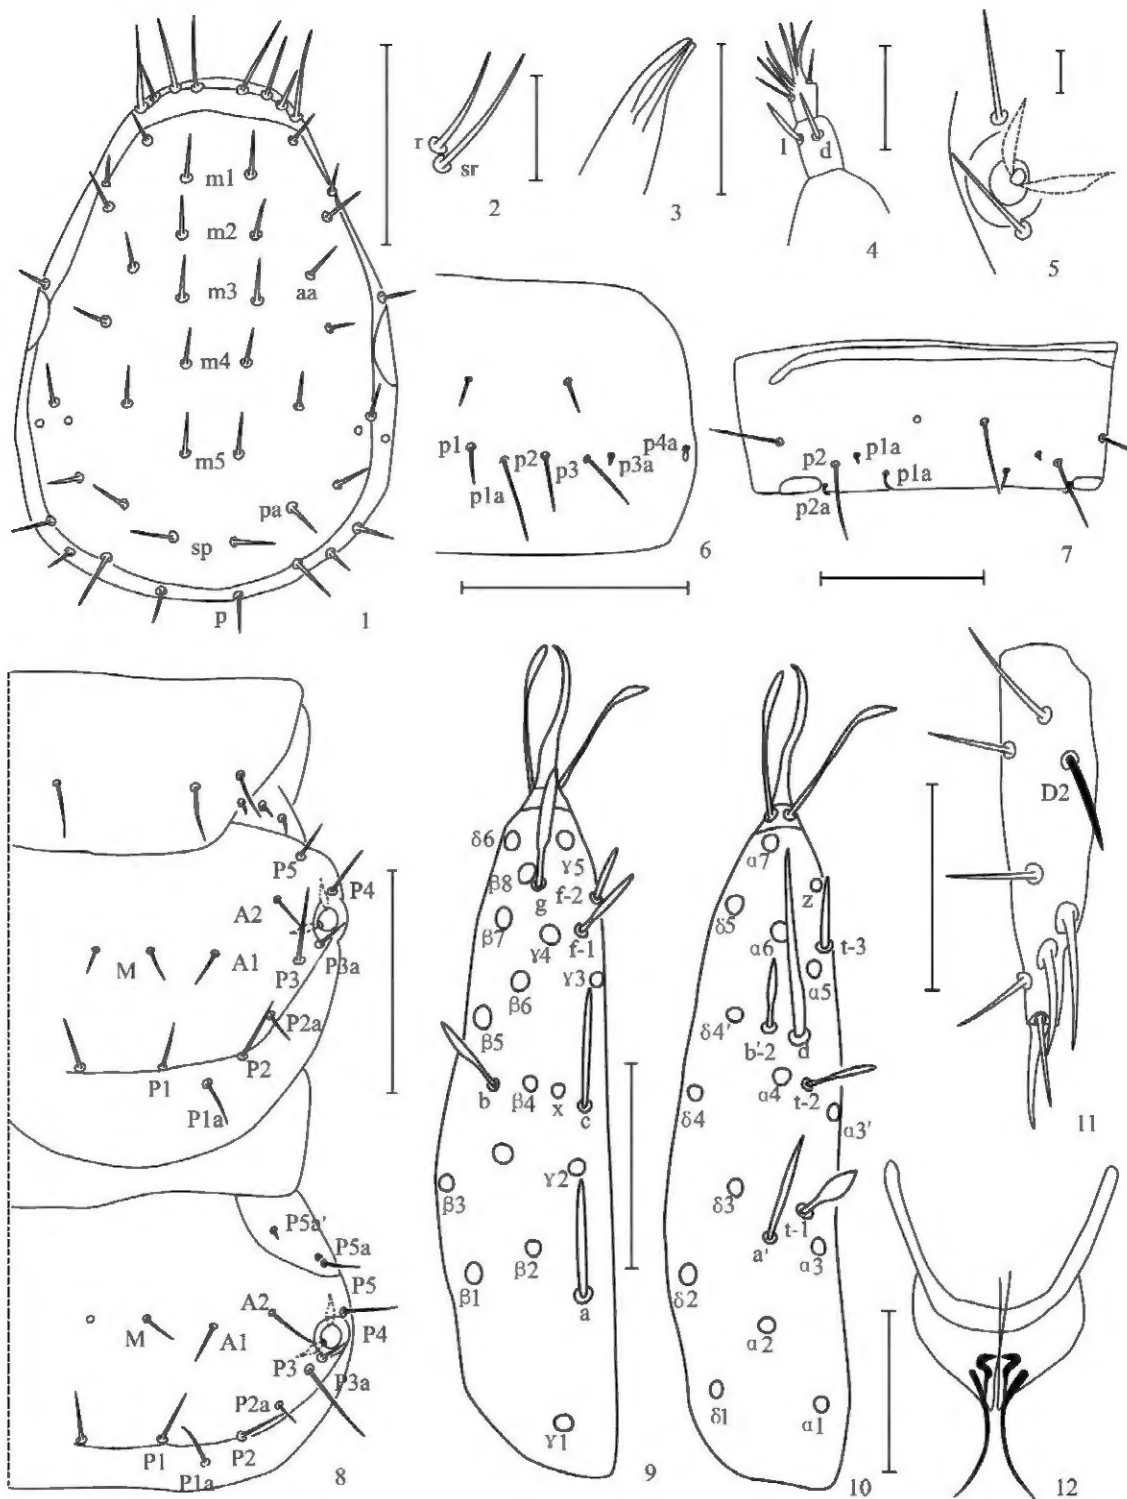 m1
m2
m3
aa
m4
m5
pa
sp
p
1
r
sr
2
3
l
d
4
5
p1
p1a
p2
p3
p3a
p4a
6
p2
p1a
p1a
p2a
7
P5
P4
A2
M
A1
P3
P3a
P2a
P1
P2
P1a
P5a'
P5a
P5
A2
M
A1
P4
P3
P3a
P2a
P1
P2
P1a
8
δ6
γ5
β8
g
f-2
β7
γ4
f-1
β6
γ3
β5
b
β4
x
c
γ2
β3
β2
β1
a
γ1
9
α7
δ5
z
α6
t-3
α5
δ4'
b'-2
d
α4
t-2
δ4
α3'
δ3
a'
t-1
α3
δ2
α2
δ1
α1
10
D2
11
12